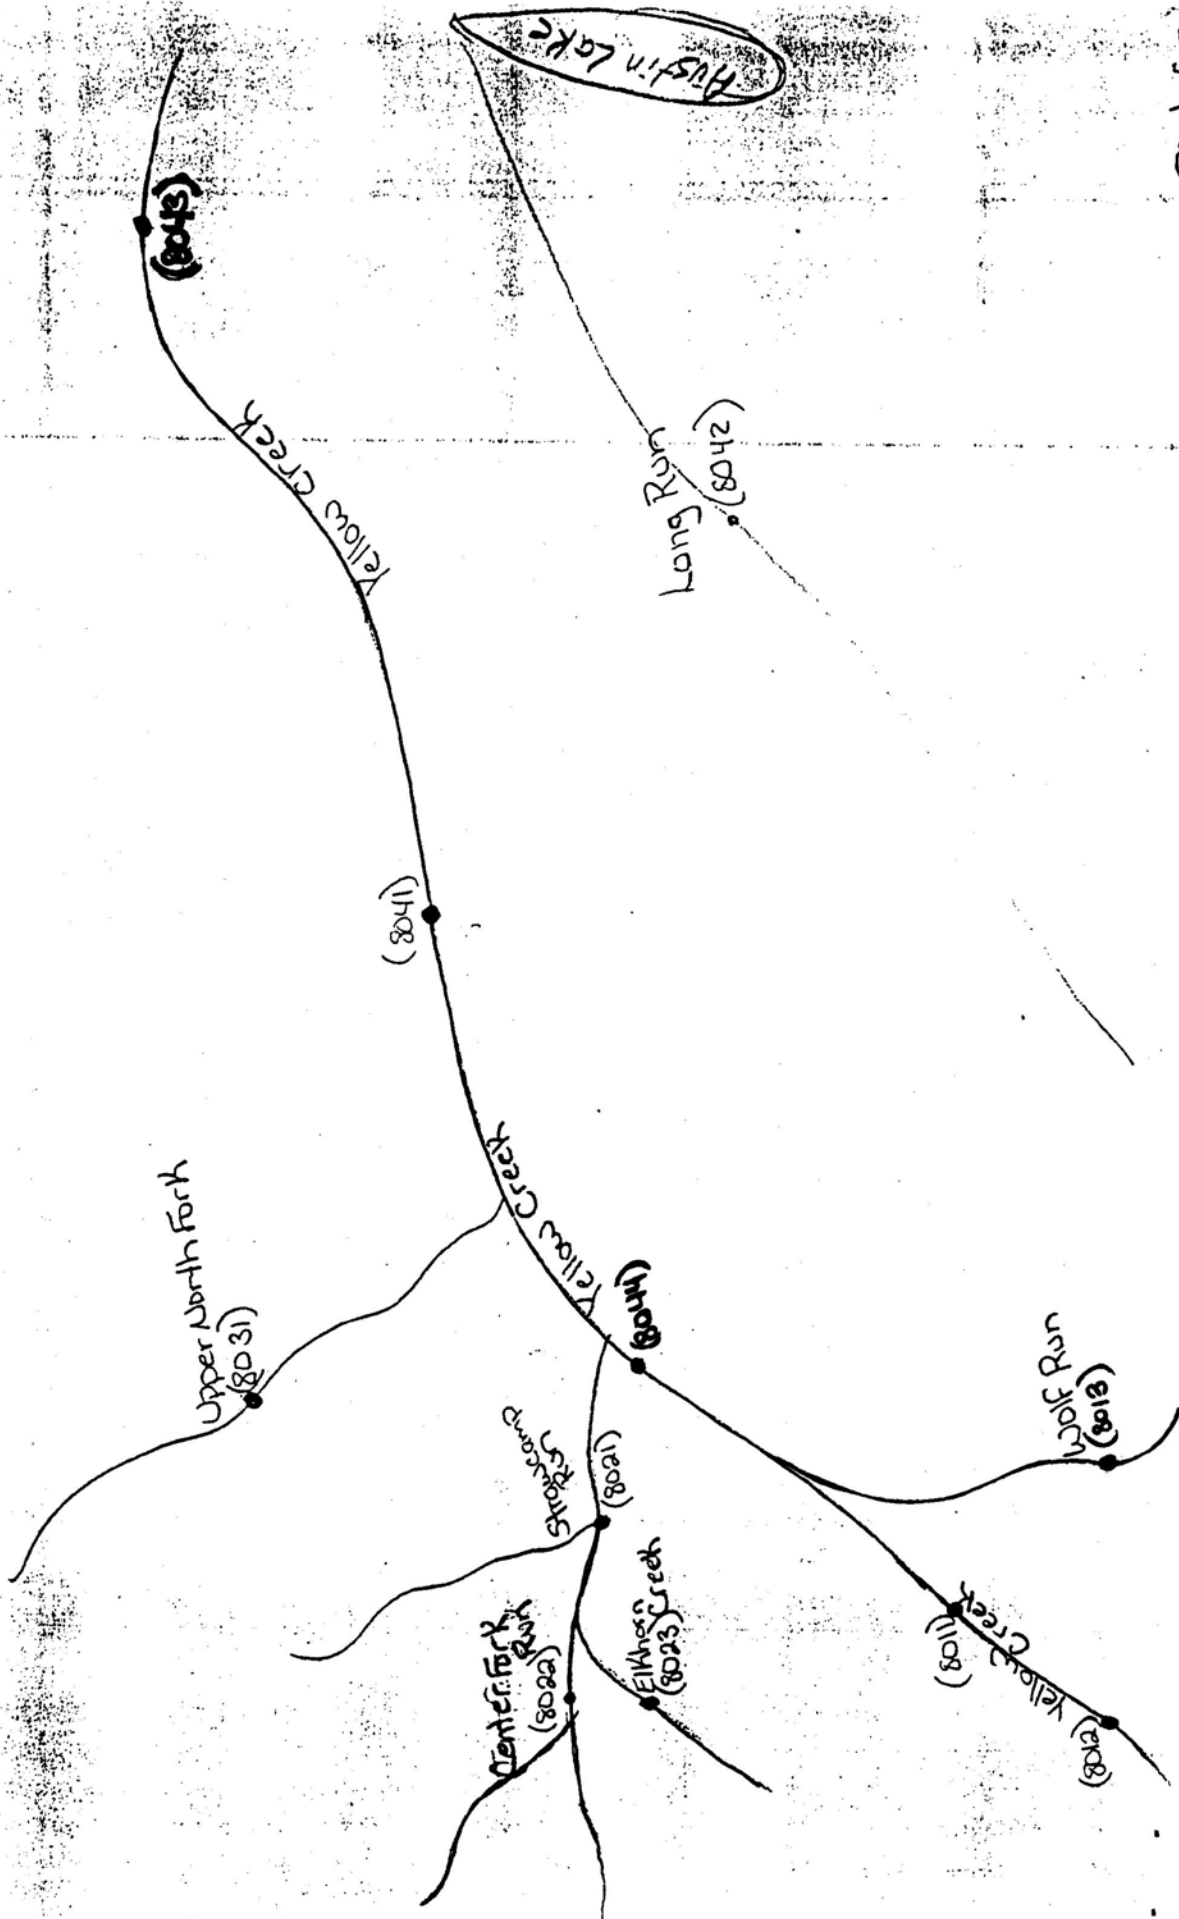 Austin Lake
(8043)
Yellow Creek
Long Run
(8042)
(8041)
Upper North Fork
(8031)
Yellow Creek
(8044)
Wolf Run
(8013)
Strawcamp
Run
(8021)
Center Fork
Run
(8022)
Elkhorn
Creek
(8023)
(8011)
Yellow Creek
(8012)